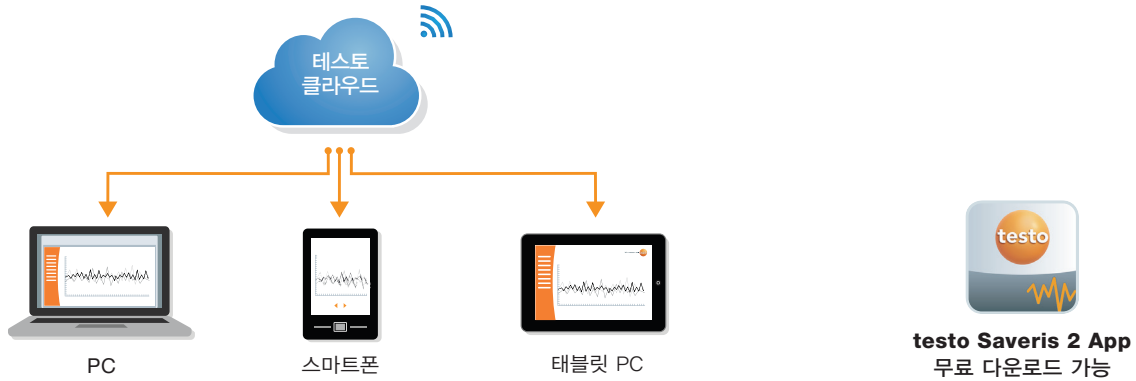 테스토
클라우드
testo
PC
스마트폰
태블릿 PC
testo Saveris 2 App
무료 다운로드 가능